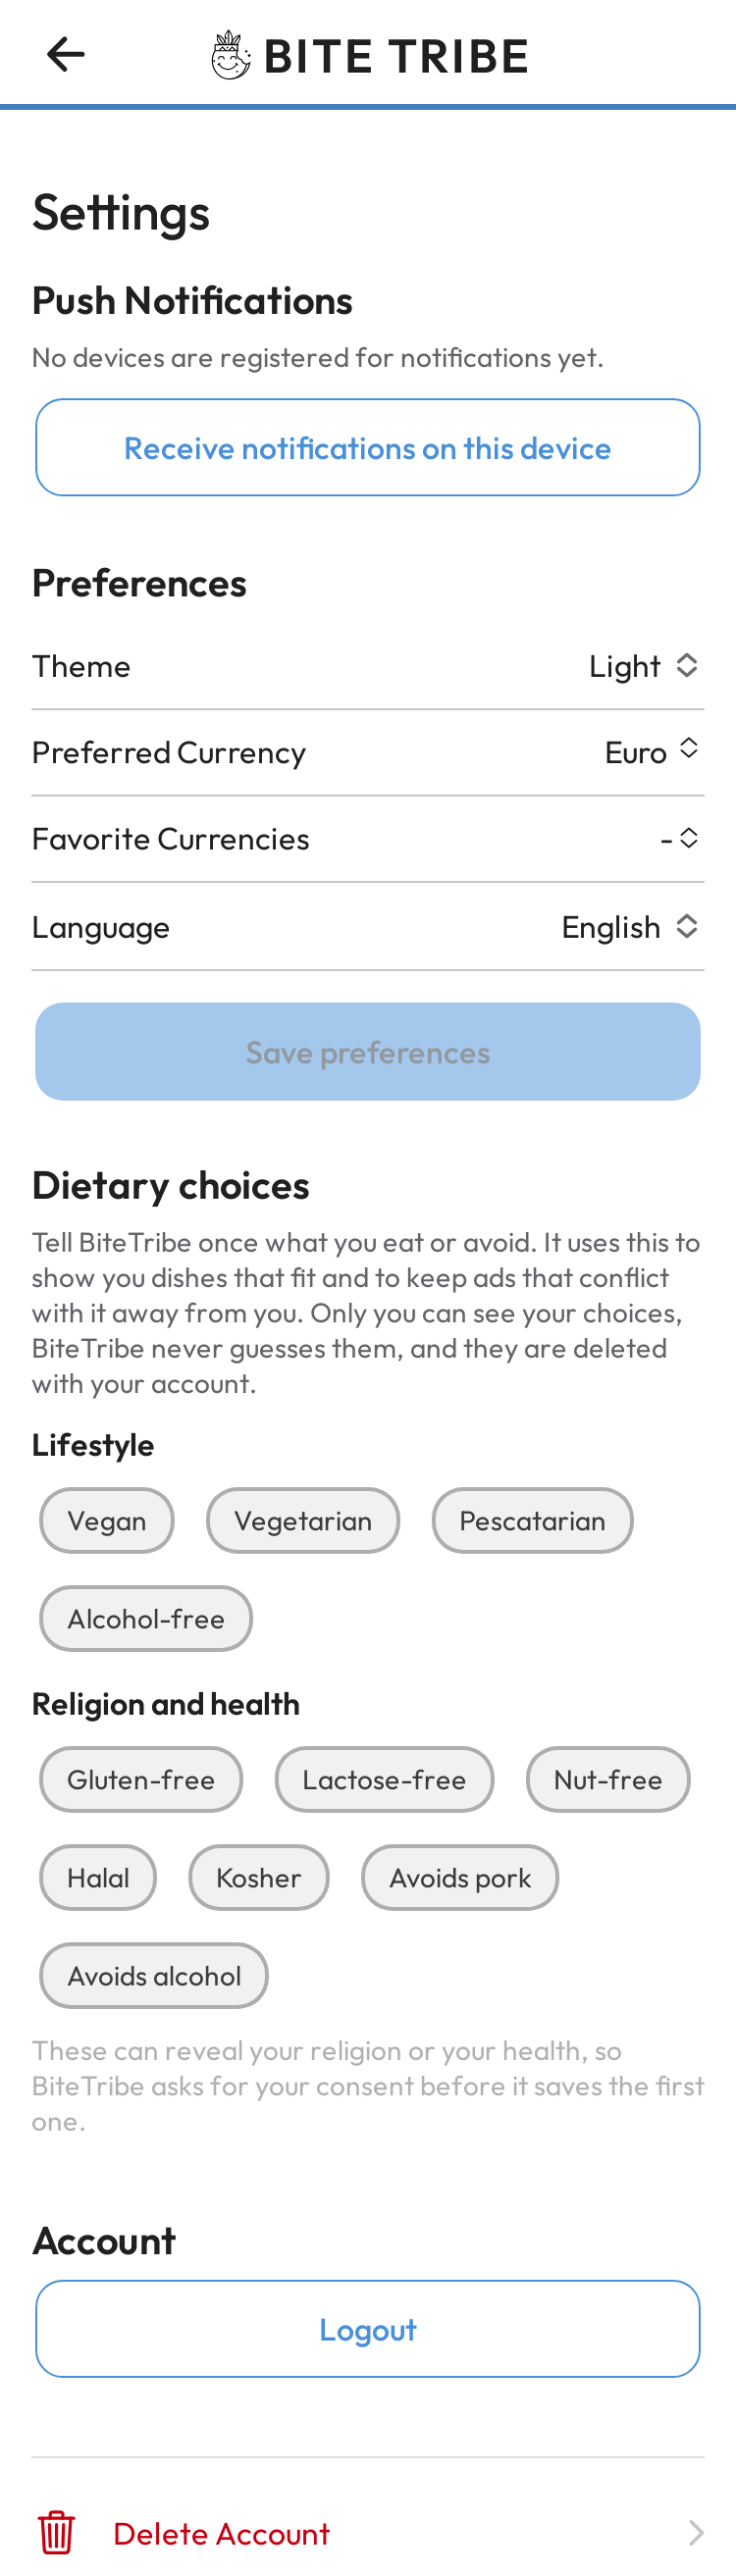 BITE TRIBE
Settings
Push Notifications
No devices are registered for notifications yet.
Receive notifications on this device
Preferences
Theme Light
Preferred Currency Euro
Favorite Currencies -
Language English
Save preferences
Dietary choices
Tell BiteTribe once what you eat or avoid. It uses this to
show you dishes that fit and to keep ads that conflict
with it away from you. Only you can see your choices,
BiteTribe never guesses them, and they are deleted
with your account.
Lifestyle
Vegan Vegetarian Pescatarian
Alcohol-free
Religion and health
Gluten-free Lactose-free Nut-free
Halal Kosher Avoids pork
Avoids alcohol
These can reveal your religion or your health, so
BiteTribe asks for your consent before it saves the first
one.
Account
Logout
Delete Account